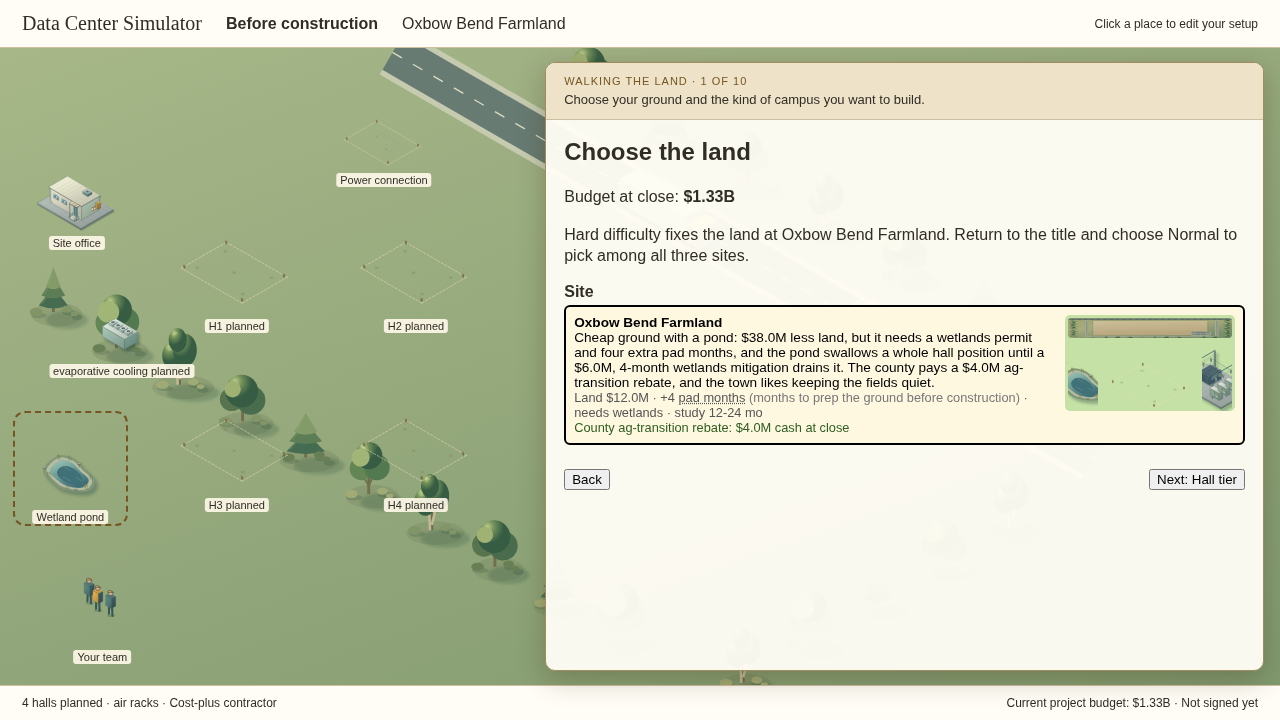 Data Center Simulator Before construction Oxbow Bend Farmland Click a place to edit your setup
WALKING THE LAND · 1 OF 10
Choose your ground and the kind of campus you want to build.
Choose the land
Budget at close: $1.33B
Hard difficulty fixes the land at Oxbow Bend Farmland. Return to the title and choose Normal to
pick among all three sites.
Site
Oxbow Bend Farmland
Cheap ground with a pond: $38.0M less land, but it needs a wetlands permit
and four extra pad months, and the pond swallows a whole hall position until a
$6.0M, 4-month wetlands mitigation drains it. The county pays a $4.0M ag-
transition rebate, and the town likes keeping the fields quiet.
Land $12.0M · +4 pad months (months to prep the ground before construction) ·
needs wetlands · study 12-24 mo
County ag-transition rebate: $4.0M cash at close
Back
Next: Hall tier
Power connection
Site office
H1 planned
H2 planned
evaporative cooling planned
H3 planned
H4 planned
Wetland pond
Your team
4 halls planned · air racks · Cost-plus contractor
Current project budget: $1.33B · Not signed yet